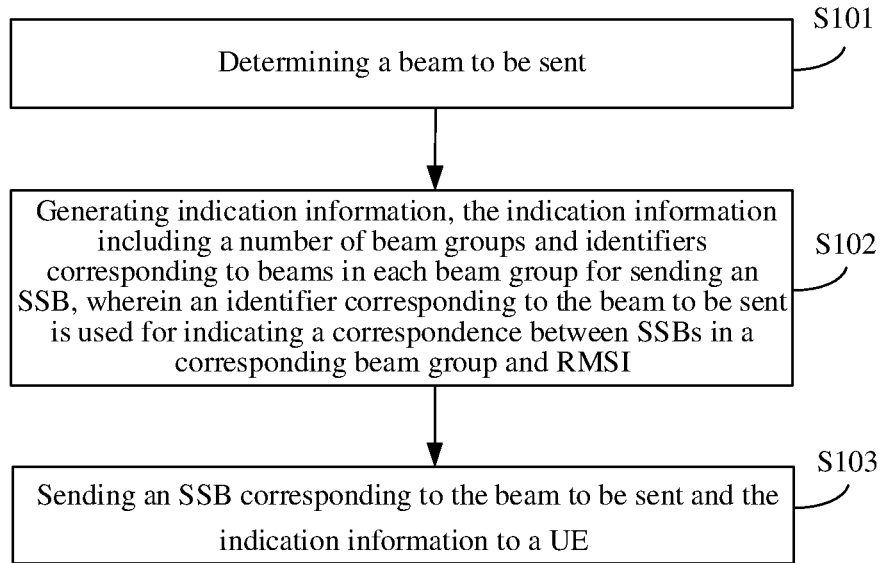 S101
Determining a beam to be sent
Generating indication information, the indication information
including a number of beam groups and identifiers
corresponding to beams in each beam group for sending an
SSB, wherein an identifier corresponding to the beam to be sent
is used for indicating a correspondence between SSBs in a
corresponding beam group and RMSI
S102
S103
Sending an SSB corresponding to the beam to be sent and the
indication information to a UE